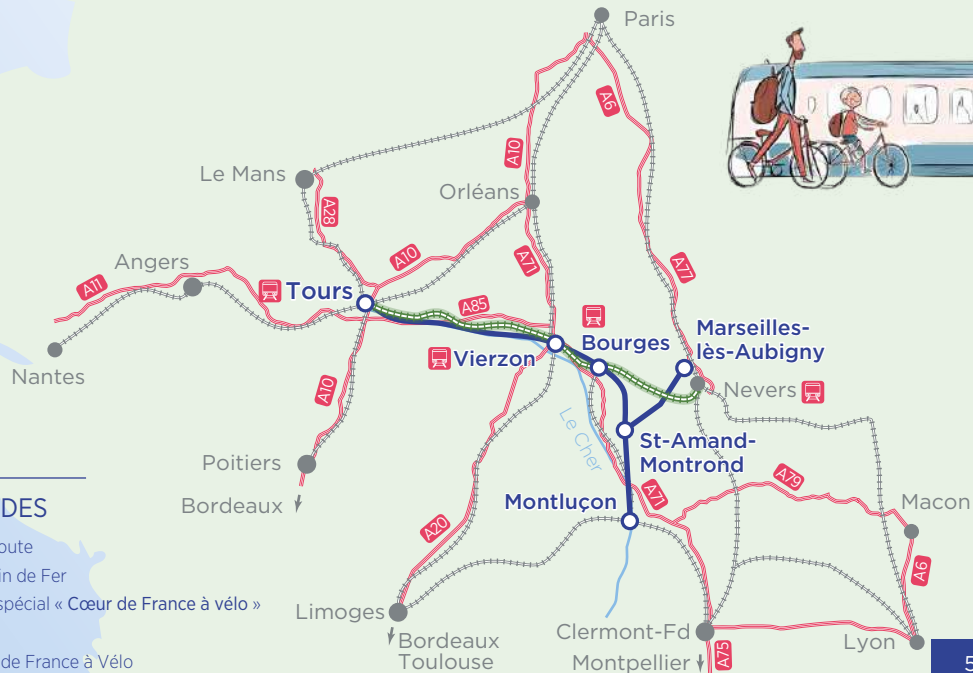 Paris
A6
A10
Le Mans
Orléans
A28
A10
A71
A77
Angers
A11
Tours
A85
Marseilles-
lès-Aubigny
Bourges
Vierzon
Nantes
Nevers
A10
Le Cher
St-Amand-
Montrond
Poitiers
A79
Bordeaux
Montluçon
A71
Macon
DES
oute
A20
in de Fer
A6
spécial « Cœur de France à vélo »
Limoges
Clermont-Fd
Bordeaux
Toulouse
Lyon
de France à Vélo
Montpellier
A75
5